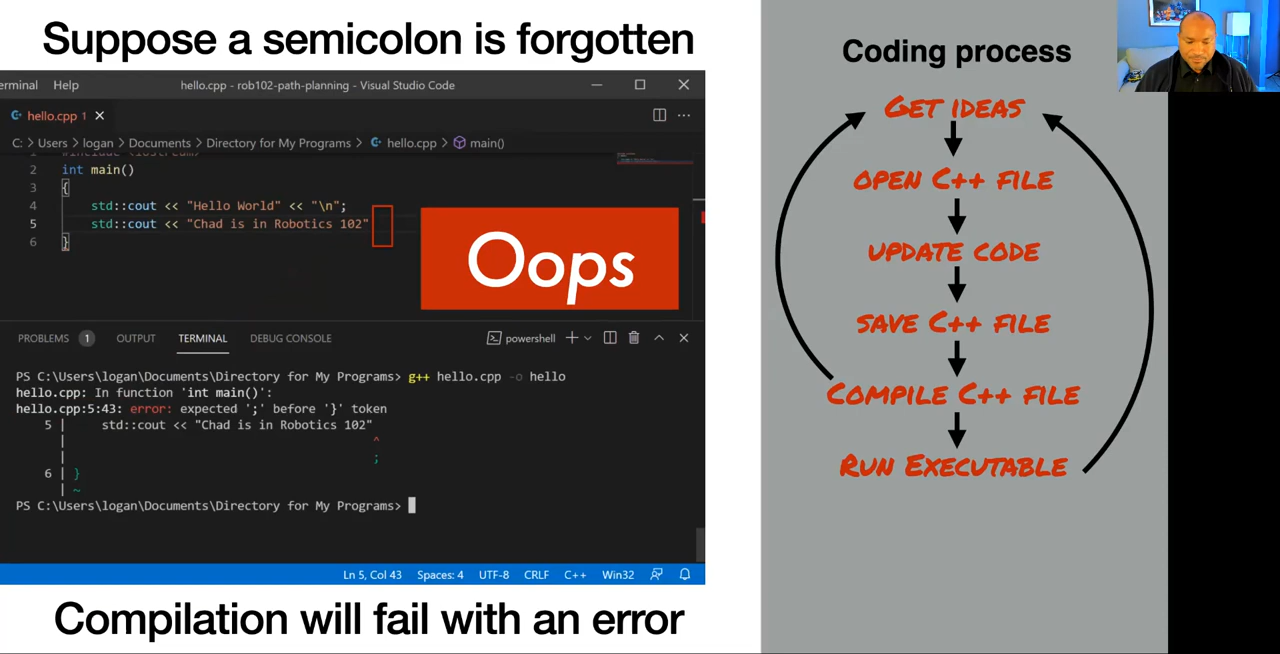 Suppose a semicolon is forgotten
Terminal Help hello.cpp - rob102-path-planning - Visual Studio Code
hello.cpp 1
C: > Users > logan > Documents > Directory for My Programs > hello.cpp > main()
1 #include <iostream>
2 int main()
3 {
4 std::cout << "Hello World" << "\n";
5 std::cout << "Chad is in Robotics 102"
6 }
Oops
PROBLEMS 1 OUTPUT TERMINAL DEBUG CONSOLE powershell
PS C:\Users\logan\Documents\Directory for My Programs> g++ hello.cpp -o hello
hello.cpp: In function 'int main()':
hello.cpp:5:43: error: expected ';' before '}' token
5 | std::cout << "Chad is in Robotics 102"
| ^
| ;
6 | }
| ~
PS C:\Users\logan\Documents\Directory for My Programs>
Ln 5, Col 43 Spaces: 4 UTF-8 CRLF C++ Win32
Compilation will fail with an error
Coding process
Get ideas
open C++ file
update code
save C++ file
Compile C++ file
Run Executable